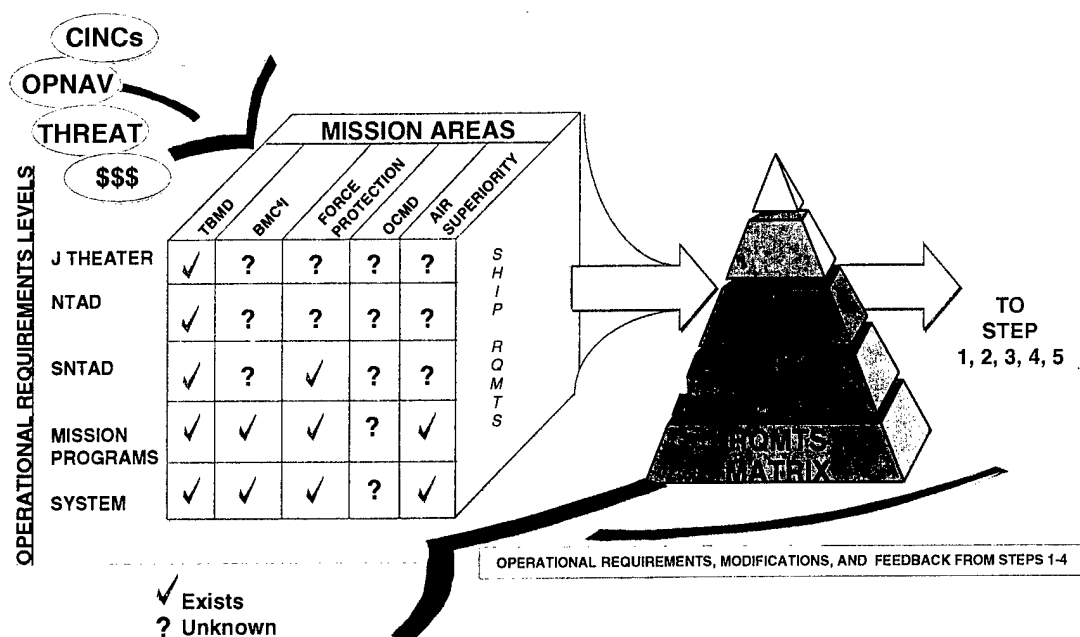 CINCs
OPNAV
THREAT
$$$
OPERATIONAL REQUIREMENTS LEVELS
MISSION AREAS
TBMD
BMC⁴I
FORCE
PROTECTION
OCMD
AIR
SUPERIORITY
J THEATER ✓ ? ? ? ?
NTAD ✓ ? ? ? ?
SNTAD ✓ ? ✓ ? ?
MISSION
PROGRAMS ✓ ✓ ✓ ? ✓
SYSTEM ✓ ✓ ✓ ? ✓
SHIP RQMTS
RQMTS
MATRIX
TO
STEP
1, 2, 3, 4, 5
OPERATIONAL REQUIREMENTS, MODIFICATIONS, AND FEEDBACK FROM STEPS 1-4
✓ Exists
? Unknown